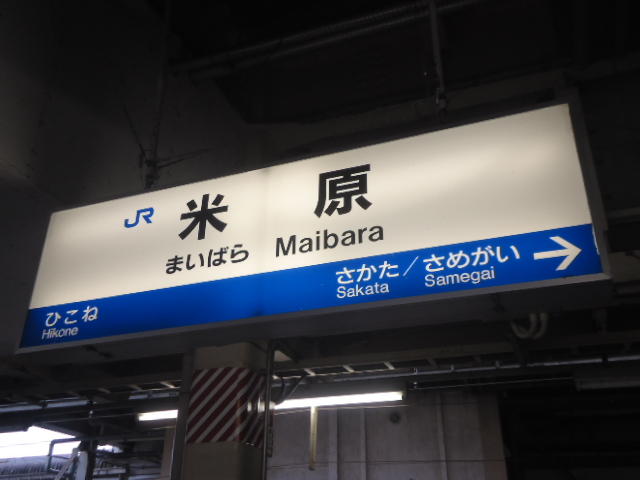 JR 米原
まいばら Maibara
さかた/さめがい
Sakata Samegai
ひこね
Hikone